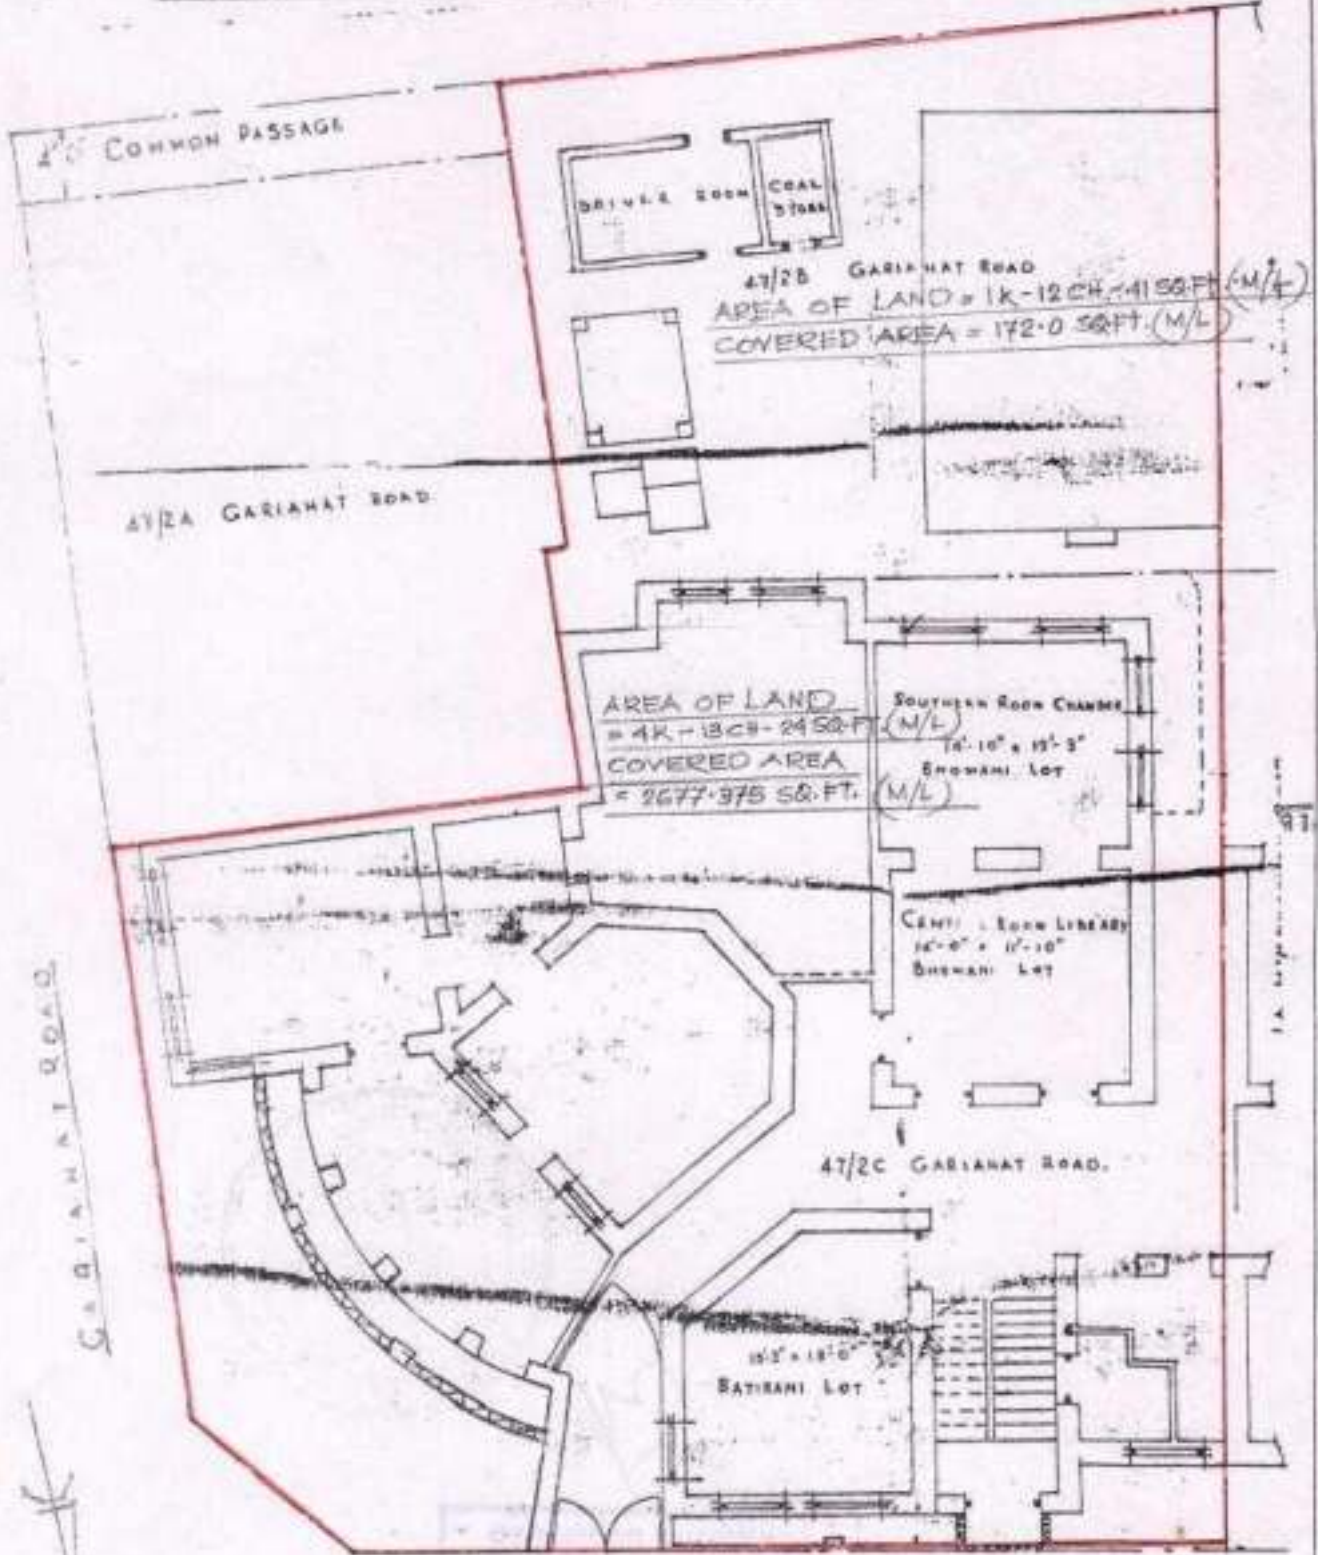 COMMON PASSAGE
DRIVER ROOM
COAL STORE
47/2B GARIAHAT ROAD
AREA OF LAND = 1K-12CH.-41SQ.FT.(M/L)
COVERED AREA = 172.0 SQ.FT.(M/L)
47/2A GARIAHAT ROAD
AREA OF LAND
= 4K-13CH-24SQ.FT.(M/L)
COVERED AREA
= 2677.375 SQ.FT. (M/L)
SOUTHERN ROOM CHAMBER
BHOWANI LOT
ROOM LIBRARY
BHOWANI LOT
GARIAHAT ROAD
47/2C GARIAHAT ROAD.
BATIRANI LOT